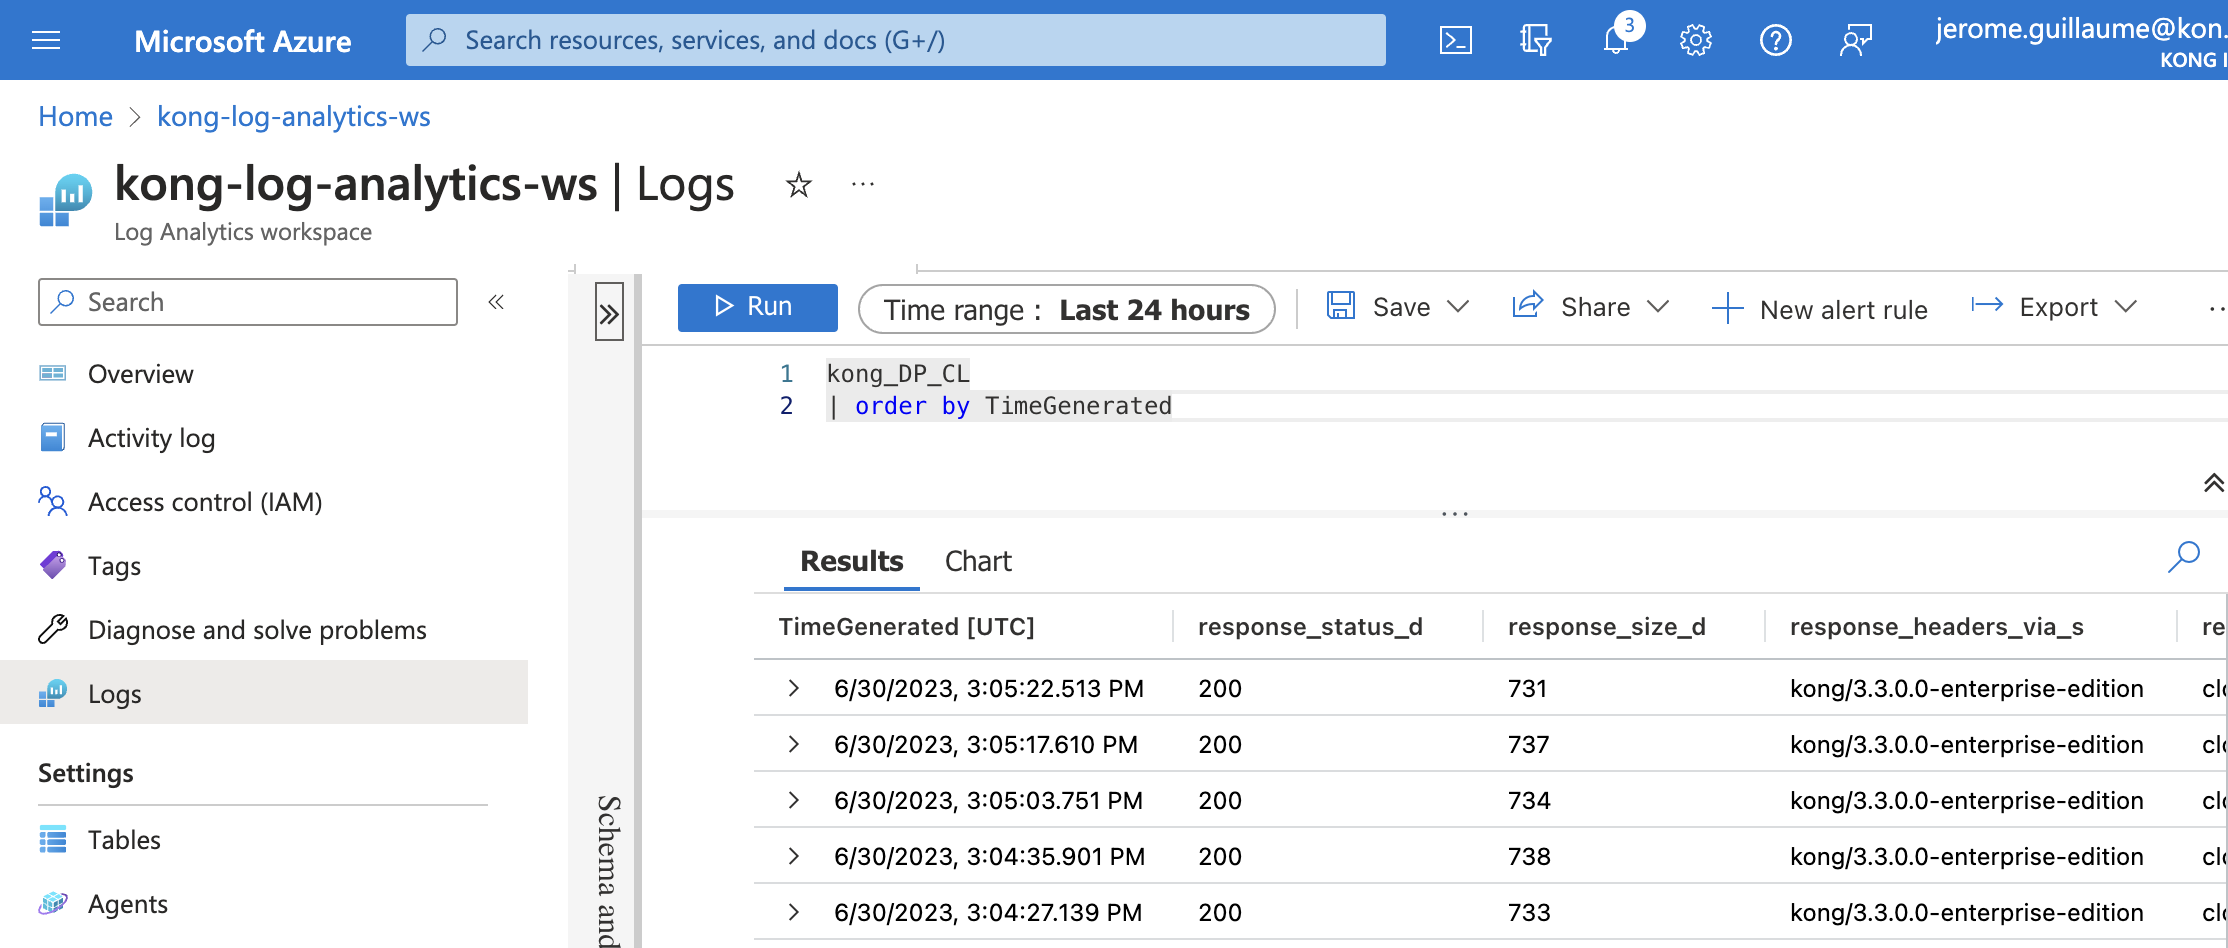 Microsoft Azure
Search resources, services, and docs (G+/)
3
jerome.guillaume@kon.
KONG I
Home > kong-log-analytics-ws
kong-log-analytics-ws | Logs
Log Analytics workspace
Search
Overview
Activity log
Access control (IAM)
Tags
Diagnose and solve problems
Logs
Settings
Tables
Agents
Schema and
Run
Time range : Last 24 hours
Save
Share
New alert rule
Export
1 kong_DP_CL
2 | order by TimeGenerated
Results Chart
TimeGenerated [UTC] response_status_d response_size_d response_headers_via_s re
6/30/2023, 3:05:22.513 PM 200 731 kong/3.3.0.0-enterprise-edition clo
6/30/2023, 3:05:17.610 PM 200 737 kong/3.3.0.0-enterprise-edition clo
6/30/2023, 3:05:03.751 PM 200 734 kong/3.3.0.0-enterprise-edition clo
6/30/2023, 3:04:35.901 PM 200 738 kong/3.3.0.0-enterprise-edition clo
6/30/2023, 3:04:27.139 PM 200 733 kong/3.3.0.0-enterprise-edition clo